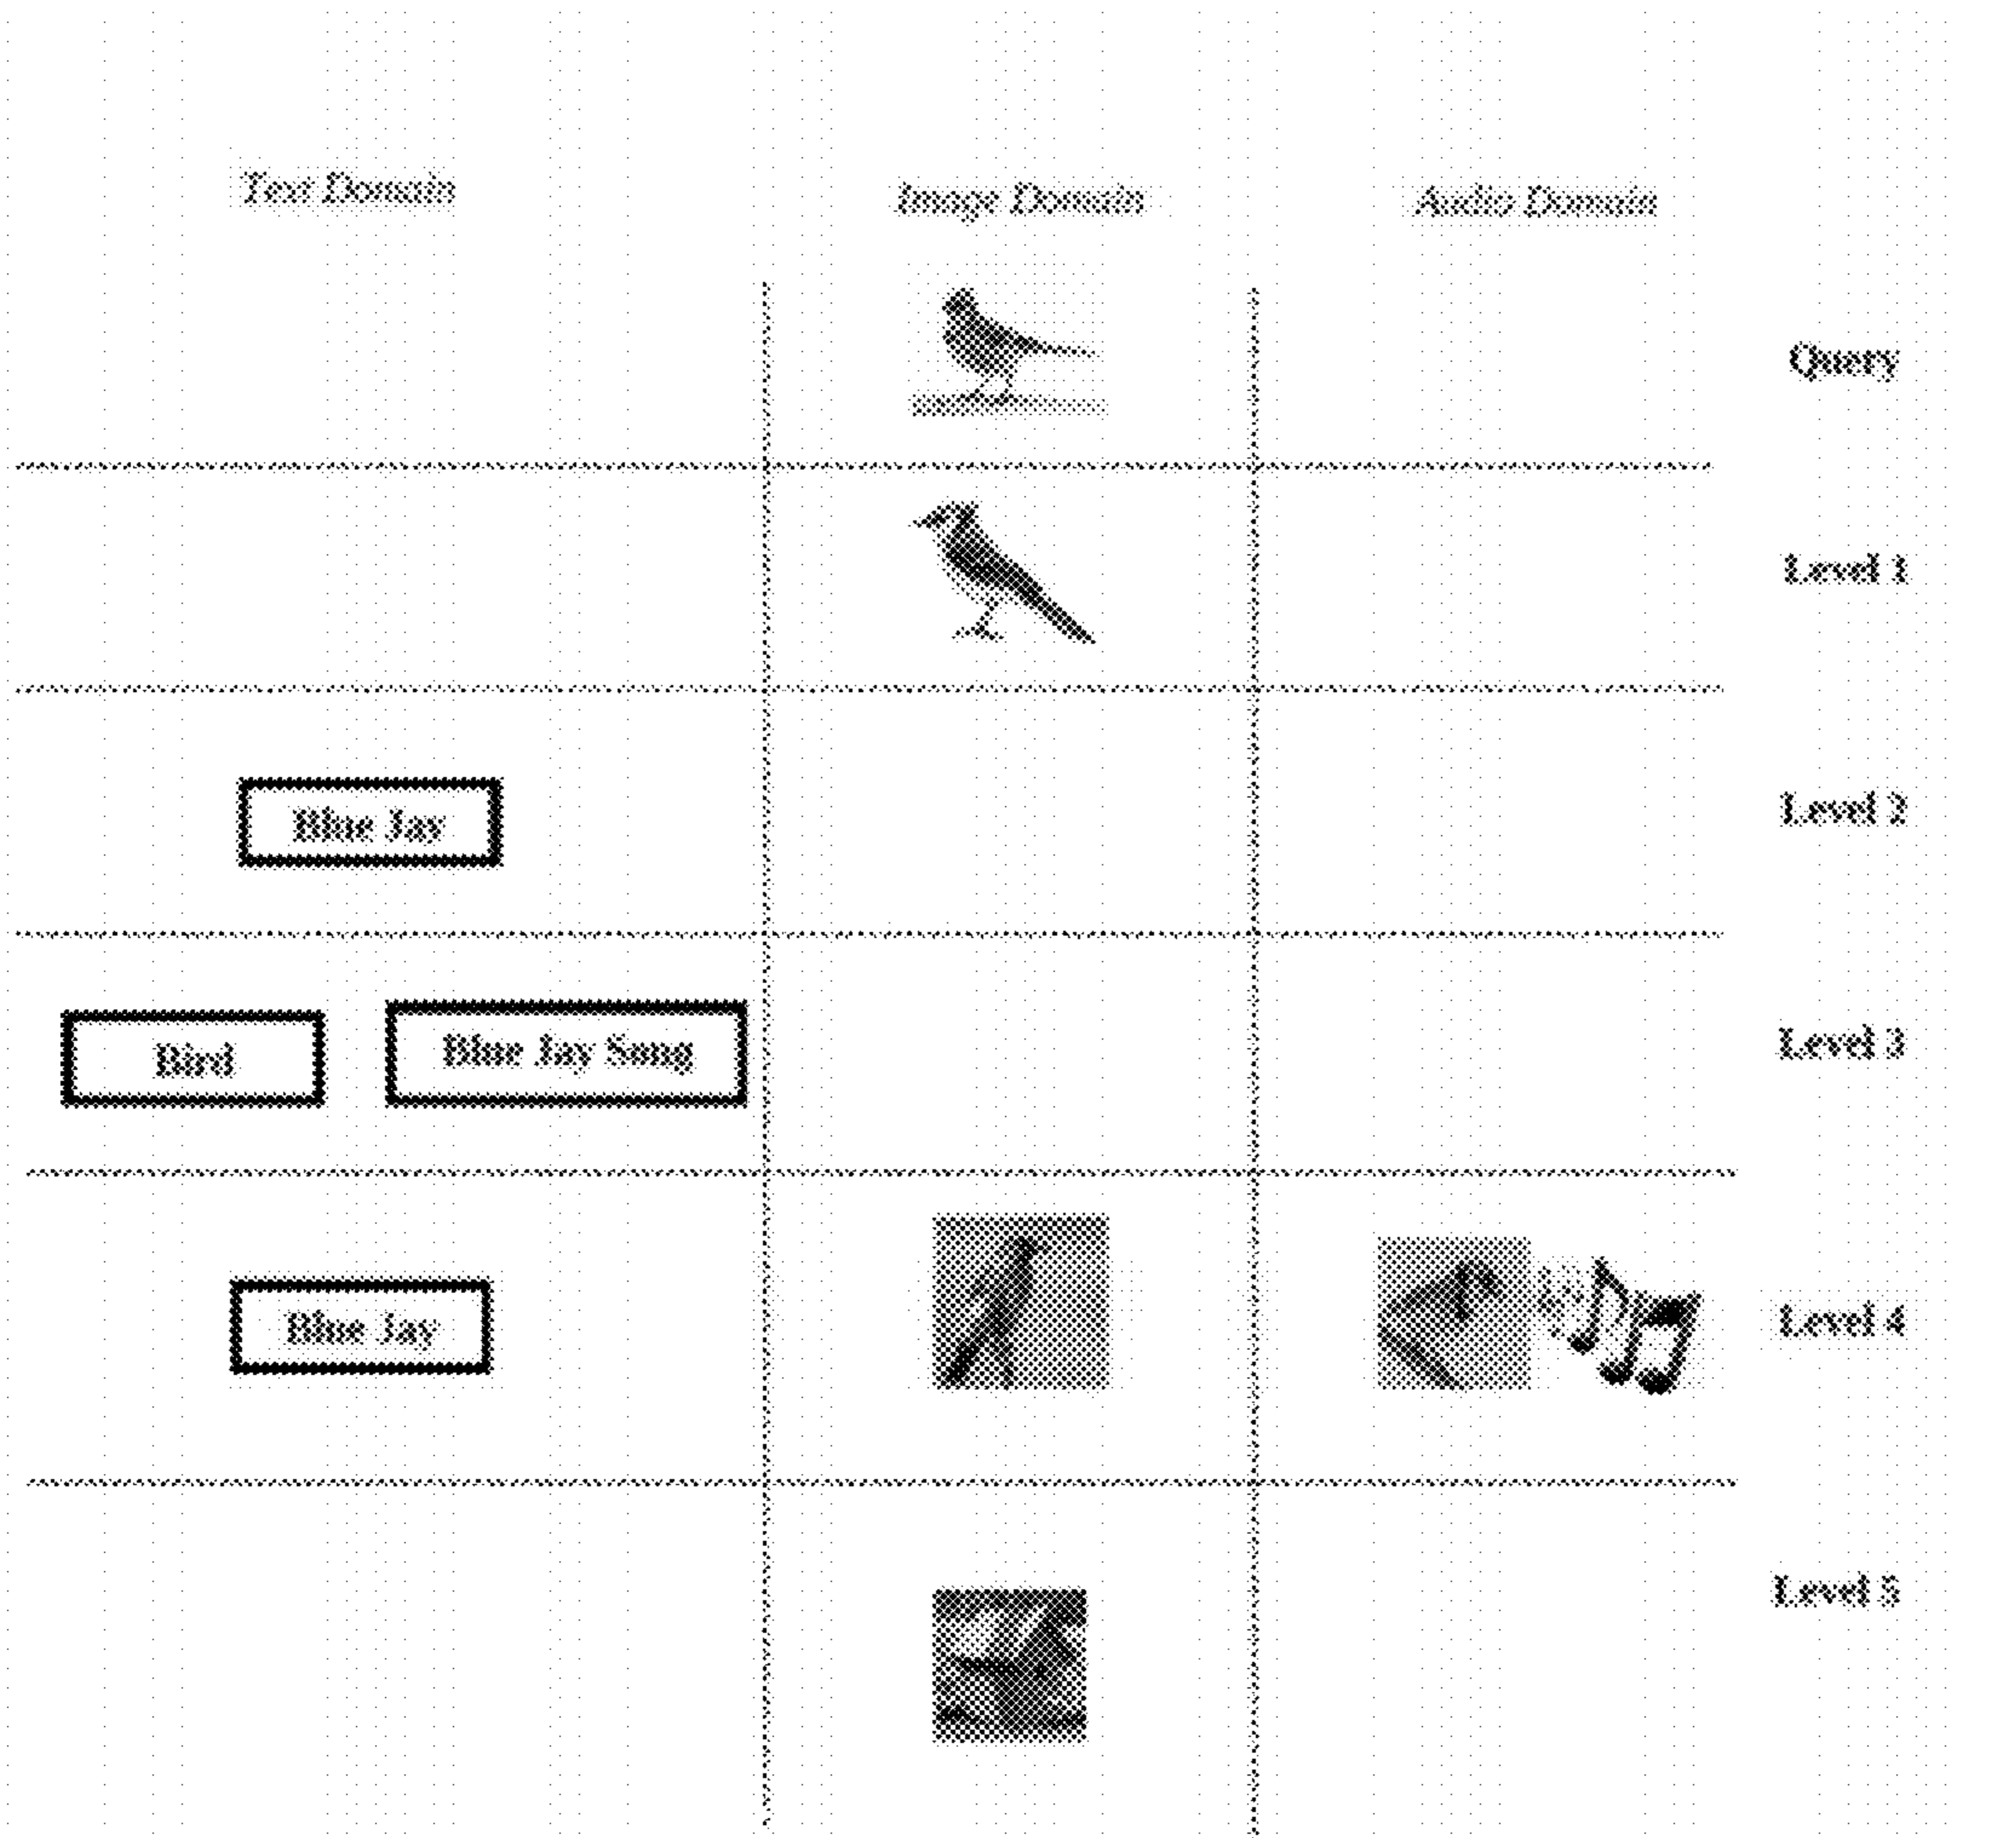 Text Domain
Image Domain
Audio Domain
Query
Level 1
Blue Jay
Level 2
Bird
Blue Jay Song
Level 3
Blue Jay
Level 4
Level 5